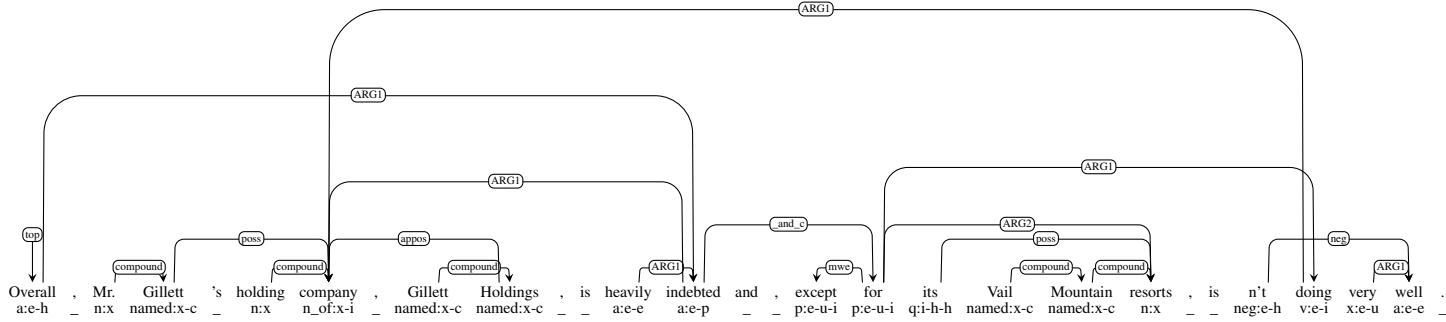 ARG1
ARG1
ARG1 ARG1
_and_c ARG2
top poss appos poss neg
compound compound compound ARG1 mwe compound compound ARG1
Overall , Mr. Gillett 's holding company , Gillett Holdings , is heavily indebted and , except for its Vail Mountain resorts , is n't doing very well .
a:e-h _ n:x named:x-c _ n:x n_of:x-i _ named:x-c named:x-c _ _ a:e-e a:e-p _ _ p:e-u-i p:e-u-i q:i-h-h named:x-c named:x-c n:x _ _ neg:e-h v:e-i x:e-u a:e-e _